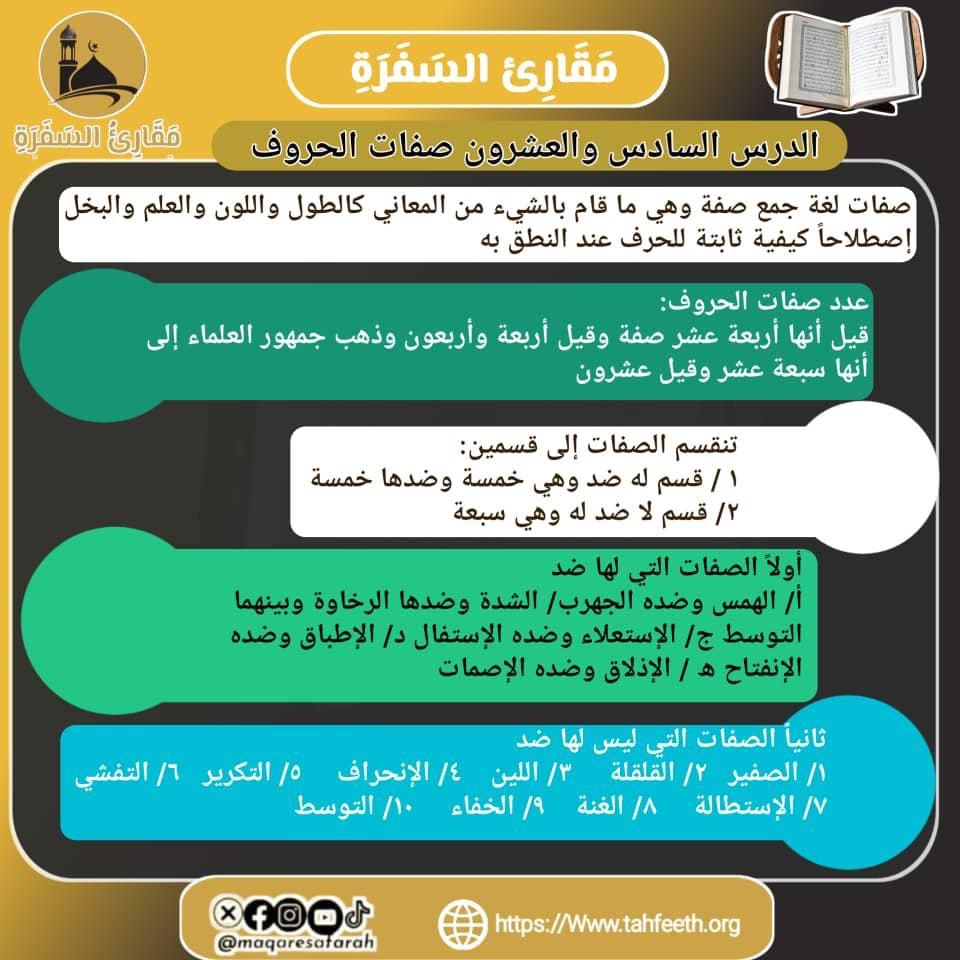 مَقَارِئ السَفَرَةِ
مَقَارِئُ السَفَرَةِ
الدرس السادس والعشرون صفات الحروف
صفات لغة جمع صفة وهي ما قام بالشيء من المعاني كالطول واللون والعلم والبخل
إصطلاحاً كيفية ثابتة للحرف عند النطق به
عدد صفات الحروف:
قيل أنها أربعة عشر صفة وقيل أربعة وأربعون وذهب جمهور العلماء إلى
أنها سبعة عشر وقيل عشرون
تنقسم الصفات إلى قسمين:
١/ قسم له ضد وهي خمسة وضدها خمسة
٢/ قسم لا ضد له وهي سبعة
أولاً الصفات التي لها ضد
أ/ الهمس وضده الجهرب/ الشدة وضدها الرخاوة وبينهما
التوسط ج/ الإستعلاء وضده الإستفال د/ الإطباق وضده
الإنفتاح ه / الإذلاق وضده الإصمات
ثانياً الصفات التي ليس لها ضد
١/ الصفير ٢/ القلقلة ٣/ اللين ٤/ الإنحراف ٥/ التكرير ٦/ التفشي
٧/ الإستطالة ٨/ الغنة ٩/ الخفاء ١٠/ التوسط
@maqaresafarah
https://Www.tahfeeth.org